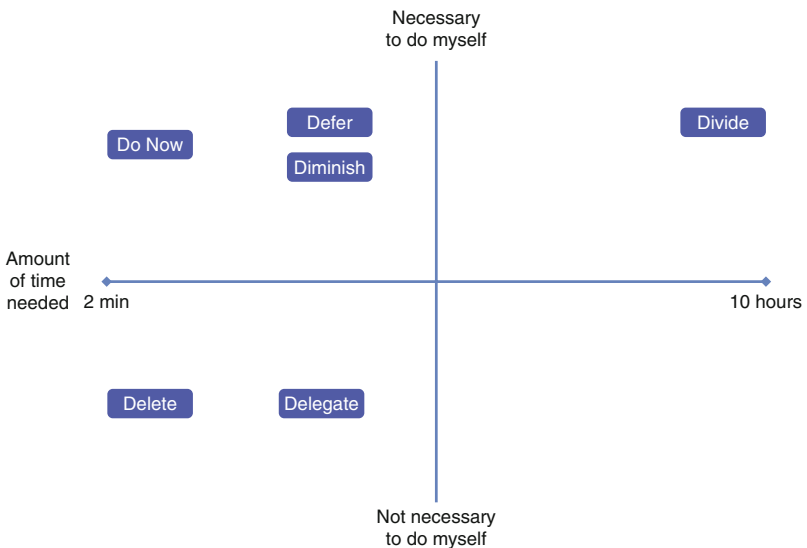 Necessary
to do myself
Defer
Divide
Do Now
Diminish
Amount
of time
needed
2 min
10 hours
Delete
Delegate
Not necessary
to do myself